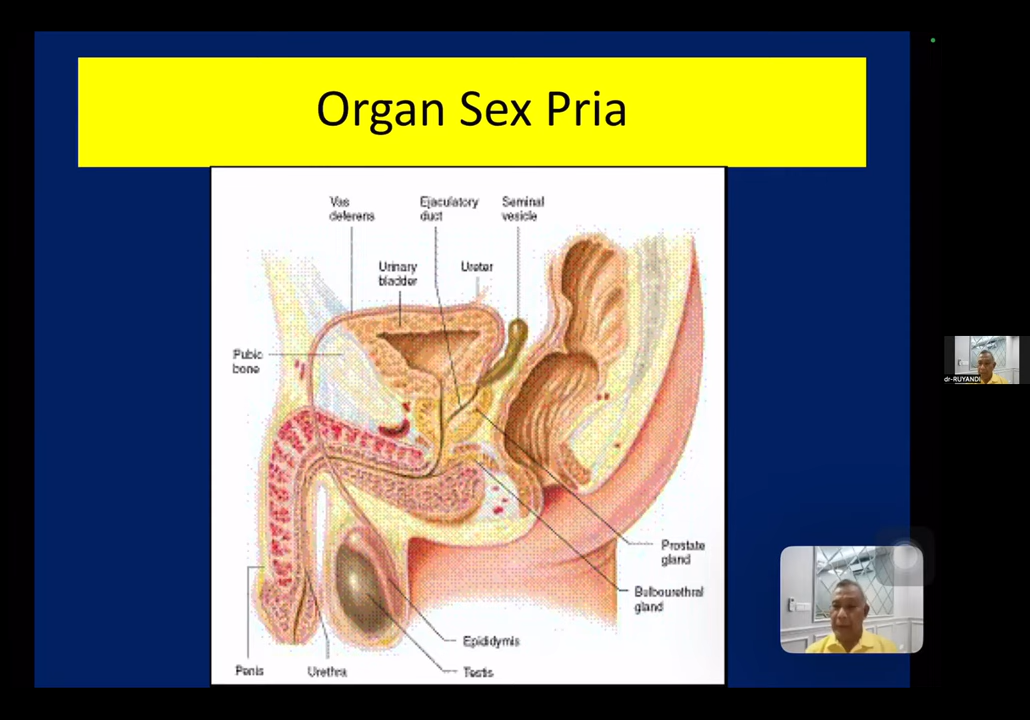 Organ Sex Pria
Vas
deferens
Ejaculatory
duct
Seminal
vesicle
Urinary
bladder
Ureter
Pubic
bone
Prostate
gland
Bulbourethral
gland
Epididymis
Testis
Penis
Urethra
dr-RUYANDI